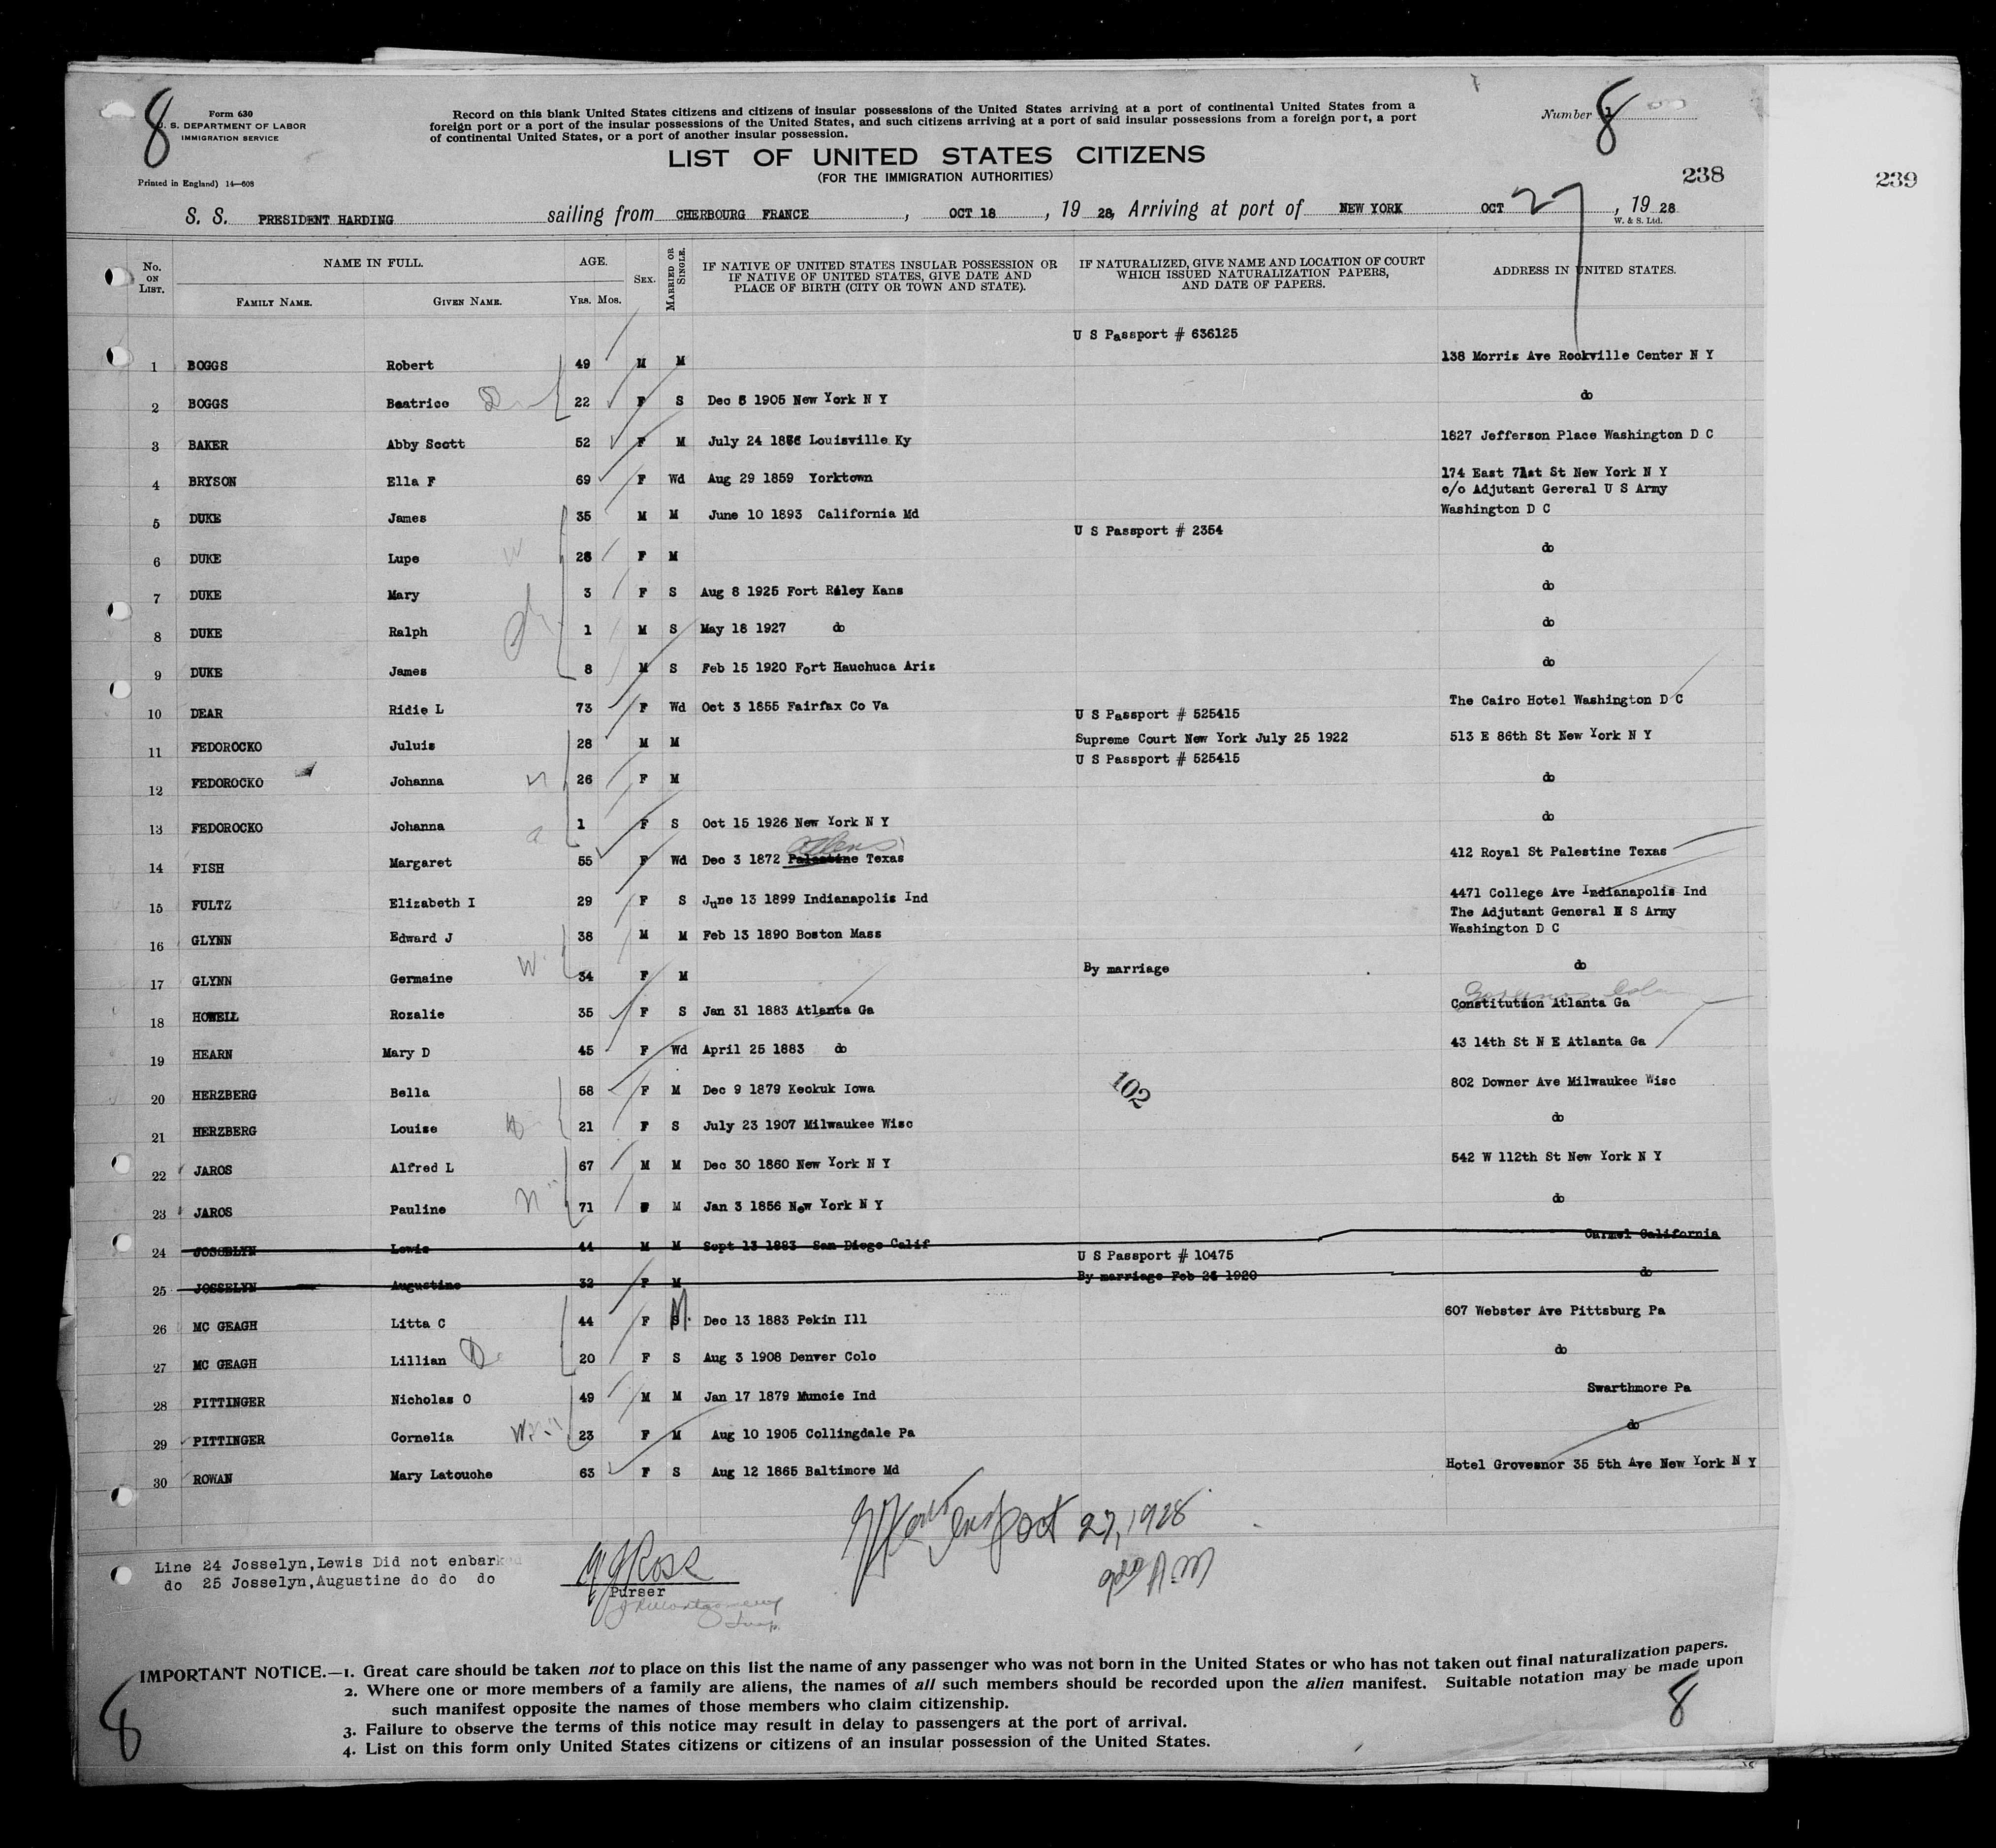 8
Form 630
U. S. DEPARTMENT OF LABOR
IMMIGRATION SERVICE
Printed in England) 14—608
Record on this blank United States citizens and citizens of insular possessions of the United States arriving at a port of continental United States from a
foreign port or a port of the insular possessions of the United States, and such citizens arriving at a port of said insular possessions from a foreign port, a port
of continental United States, or a port of another insular possession.
LIST OF UNITED STATES CITIZENS
(FOR THE IMMIGRATION AUTHORITIES)
Number 8
238
239
S. S. PRESIDENT HARDING sailing from CHERBOURG FRANCE, OCT 18, 19 28, Arriving at port of NEW YORK OCT 27, 19 28
W. & S. Ltd.
No. ON LIST. NAME IN FULL. FAMILY NAME. GIVEN NAME. AGE. YRS. MOS. SEX. MARRIED OR SINGLE. IF NATIVE OF UNITED STATES INSULAR POSSESSION OR IF NATIVE OF UNITED STATES, GIVE DATE AND PLACE OF BIRTH (CITY OR TOWN AND STATE). IF NATURALIZED, GIVE NAME AND LOCATION OF COURT WHICH ISSUED NATURALIZATION PAPERS, AND DATE OF PAPERS. ADDRESS IN UNITED STATES.
U S Passport # 636125
1 BOGGS Robert 49 M M 138 Morris Ave Rockville Center N Y
2 BOGGS Beatrice 22 F S Dec 5 1905 New York N Y do
3 BAKER Abby Scott 52 F M July 24 1876 Louisville Ky 1827 Jefferson Place Washington D C
4 BRYSON Ella F 69 F Wd Aug 29 1859 Yorktown 174 East 71st St New York N Y
c/o Adjutant Gereral U S Army
5 DUKE James 35 M M June 10 1893 California Md Washington D C
U S Passport # 2354
6 DUKE Lupe 28 F M do
7 DUKE Mary 3 F S Aug 8 1925 Fort Riley Kans do
8 DUKE Ralph 1 M S May 18 1927 do do
9 DUKE James 8 M S Feb 15 1920 Fort Hauchuca Aris do
10 DEAR Ridie L 73 F Wd Oct 3 1855 Fairfax Co Va The Cairo Hotel Washington D C
U S Passport # 525415
11 FEDOROCKO Juluis 28 M M Supreme Court New York July 25 1922 513 E 86th St New York N Y
U S Passport # 525415
12 FEDOROCKO Johanna 26 F M do
13 FEDOROCKO Johanna 1 F S Oct 15 1926 New York N Y do
Athens
14 FISH Margaret 55 F Wd Dec 3 1872 Palestine Texas 412 Royal St Palestine Texas
15 FULTZ Elizabeth I 29 F S June 13 1899 Indianapolis Ind 4471 College Ave Indianapolis Ind
The Adjutant General U S Army
16 GLYNN Edward J 38 M M Feb 13 1890 Boston Mass Washington D C
17 GLYNN Germaine 34 F M By marriage do
18 HOWELL Rozalie 35 F S Jan 31 1883 Atlanta Ga Constitution Atlanta Ga
19 HEARN Mary D 45 F Wd April 25 1883 do 43 14th St N E Atlanta Ga
20 HERZBERG Bella 58 F M Dec 9 1879 Keokuk Iowa 802 Downer Ave Milwaukee Wisc
102
21 HERZBERG Louise 21 F S July 23 1907 Milwaukee Wisc do
22 JAROS Alfred L 67 M M Dec 30 1860 New York N Y 542 W 112th St New York N Y
23 JAROS Pauline 71 F M Jan 3 1856 New York N Y do
24 JOSSELYN Lewis 44 M M Sept 13 1883 San Diego Calif Carmel California
U S Passport # 10475
25 JOSSELYN Augustine 32 F M By marriage Feb 26 1920 do
26 MC GEAGH Litta C 44 F M Dec 13 1883 Pekin Ill 607 Webster Ave Pittsburg Pa
27 MC GEAGH Lillian 20 F S Aug 3 1908 Denver Colo do
28 PITTINGER Nicholas O 49 M M Jan 17 1879 Muncie Ind Swarthmore Pa
29 PITTINGER Cornelia 23 F M Aug 10 1905 Collingdale Pa do
30 ROWAN Mary Latouche 63 F S Aug 12 1865 Baltimore Md Hotel Grovesnor 35 5th Ave New York N Y
Oct 27, 1928
A M
Line 24 Josselyn,Lewis Did not enbarked
do 25 Josselyn,Augustine do do do
Ross
Purser
IMPORTANT NOTICE.—1. Great care should be taken not to place on this list the name of any passenger who was not born in the United States or who has not taken out final naturalization papers.
2. Where one or more members of a family are aliens, the names of all such members should be recorded upon the alien manifest. Suitable notation may be made upon
such manifest opposite the names of those members who claim citizenship.
3. Failure to observe the terms of this notice may result in delay to passengers at the port of arrival.
4. List on this form only United States citizens or citizens of an insular possession of the United States.
8
8